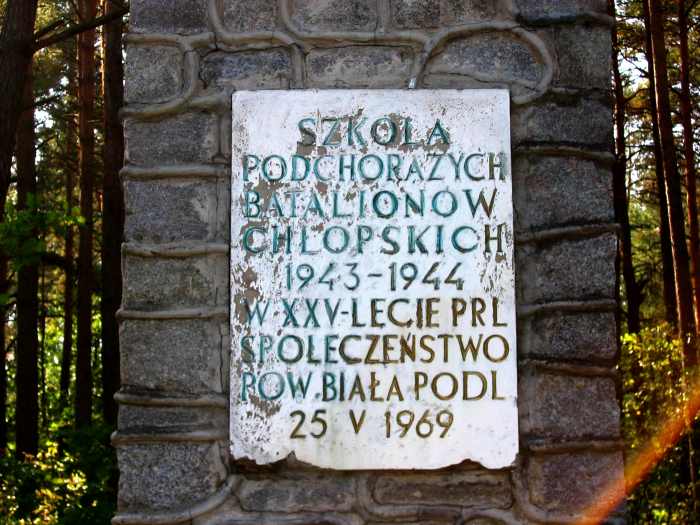 SZKOŁA
PODCHORĄŻYCH
BATALIONÓW
CHŁOPSKICH
1943-1944
W XXV-LECIE PRL
SPOŁECZEŃSTWO
POW. BIAŁA PODL
25 V 1969